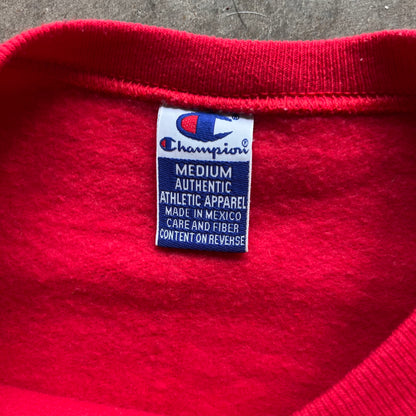 Champion®
MEDIUM
AUTHENTIC
ATHLETIC APPAREL
MADE IN MEXICO
CARE AND FIBER
CONTENT ON REVERSE